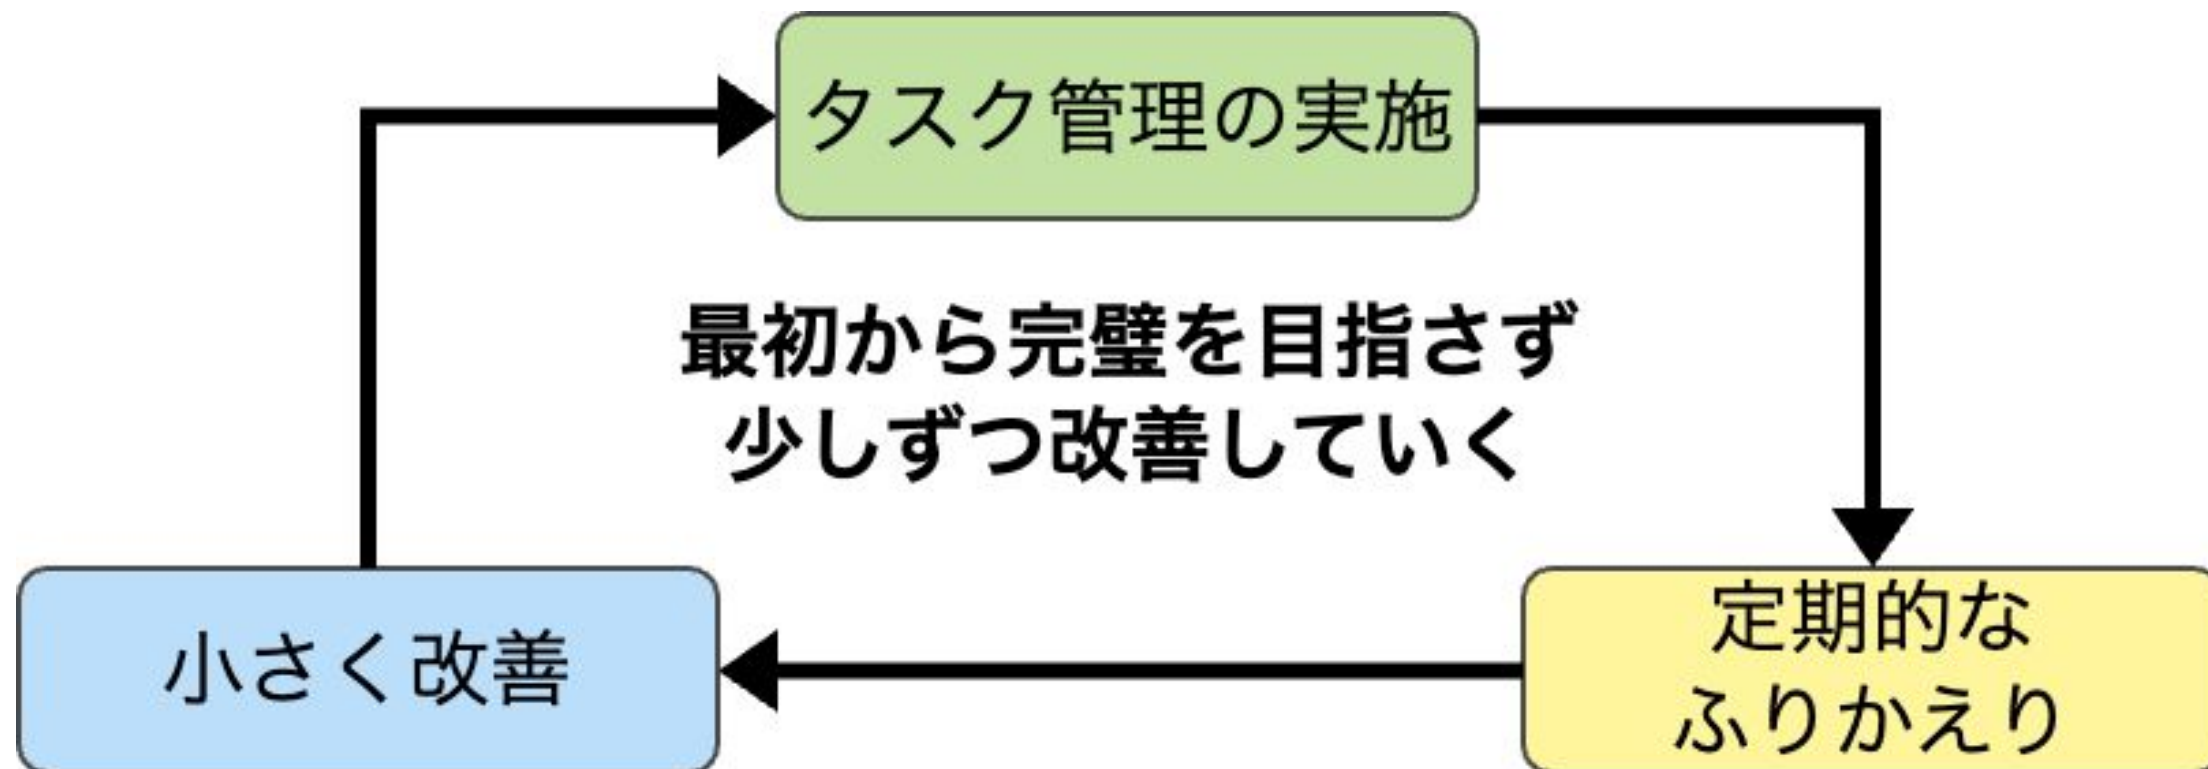 タスク管理の実施
最初から完璧を目指さず
少しずつ改善していく
小さく改善
定期的な
ふりかえり